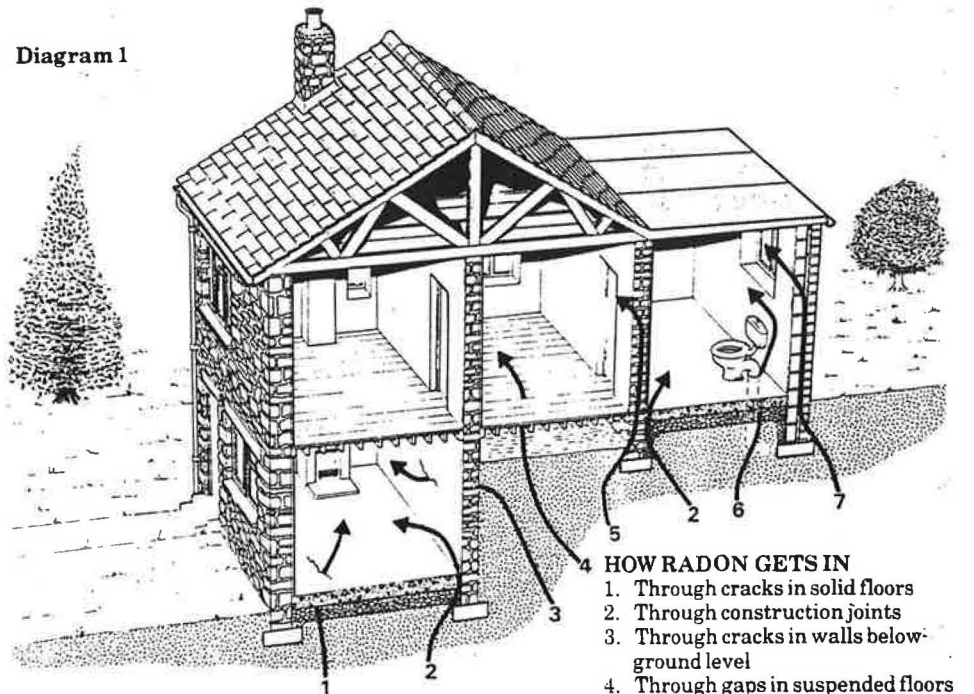 Diagram 1
5
2
6
7
4
3
1
2
HOW RADON GETS IN
1. Through cracks in solid floors
2. Through construction joints
3. Through cracks in walls below-
ground level
4. Through gaps in suspended floors